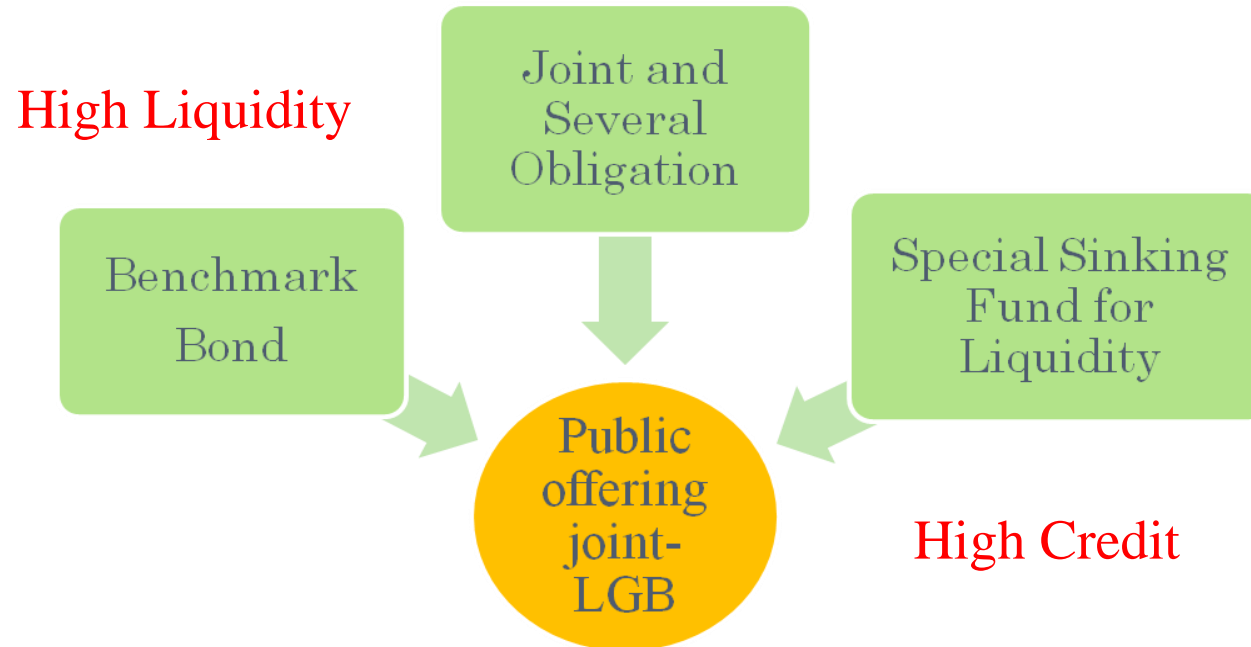 High Liquidity
Joint and
Several
Obligation
Benchmark
Bond
Special Sinking
Fund for
Liquidity
Public
offering
joint-
LGB
High Credit